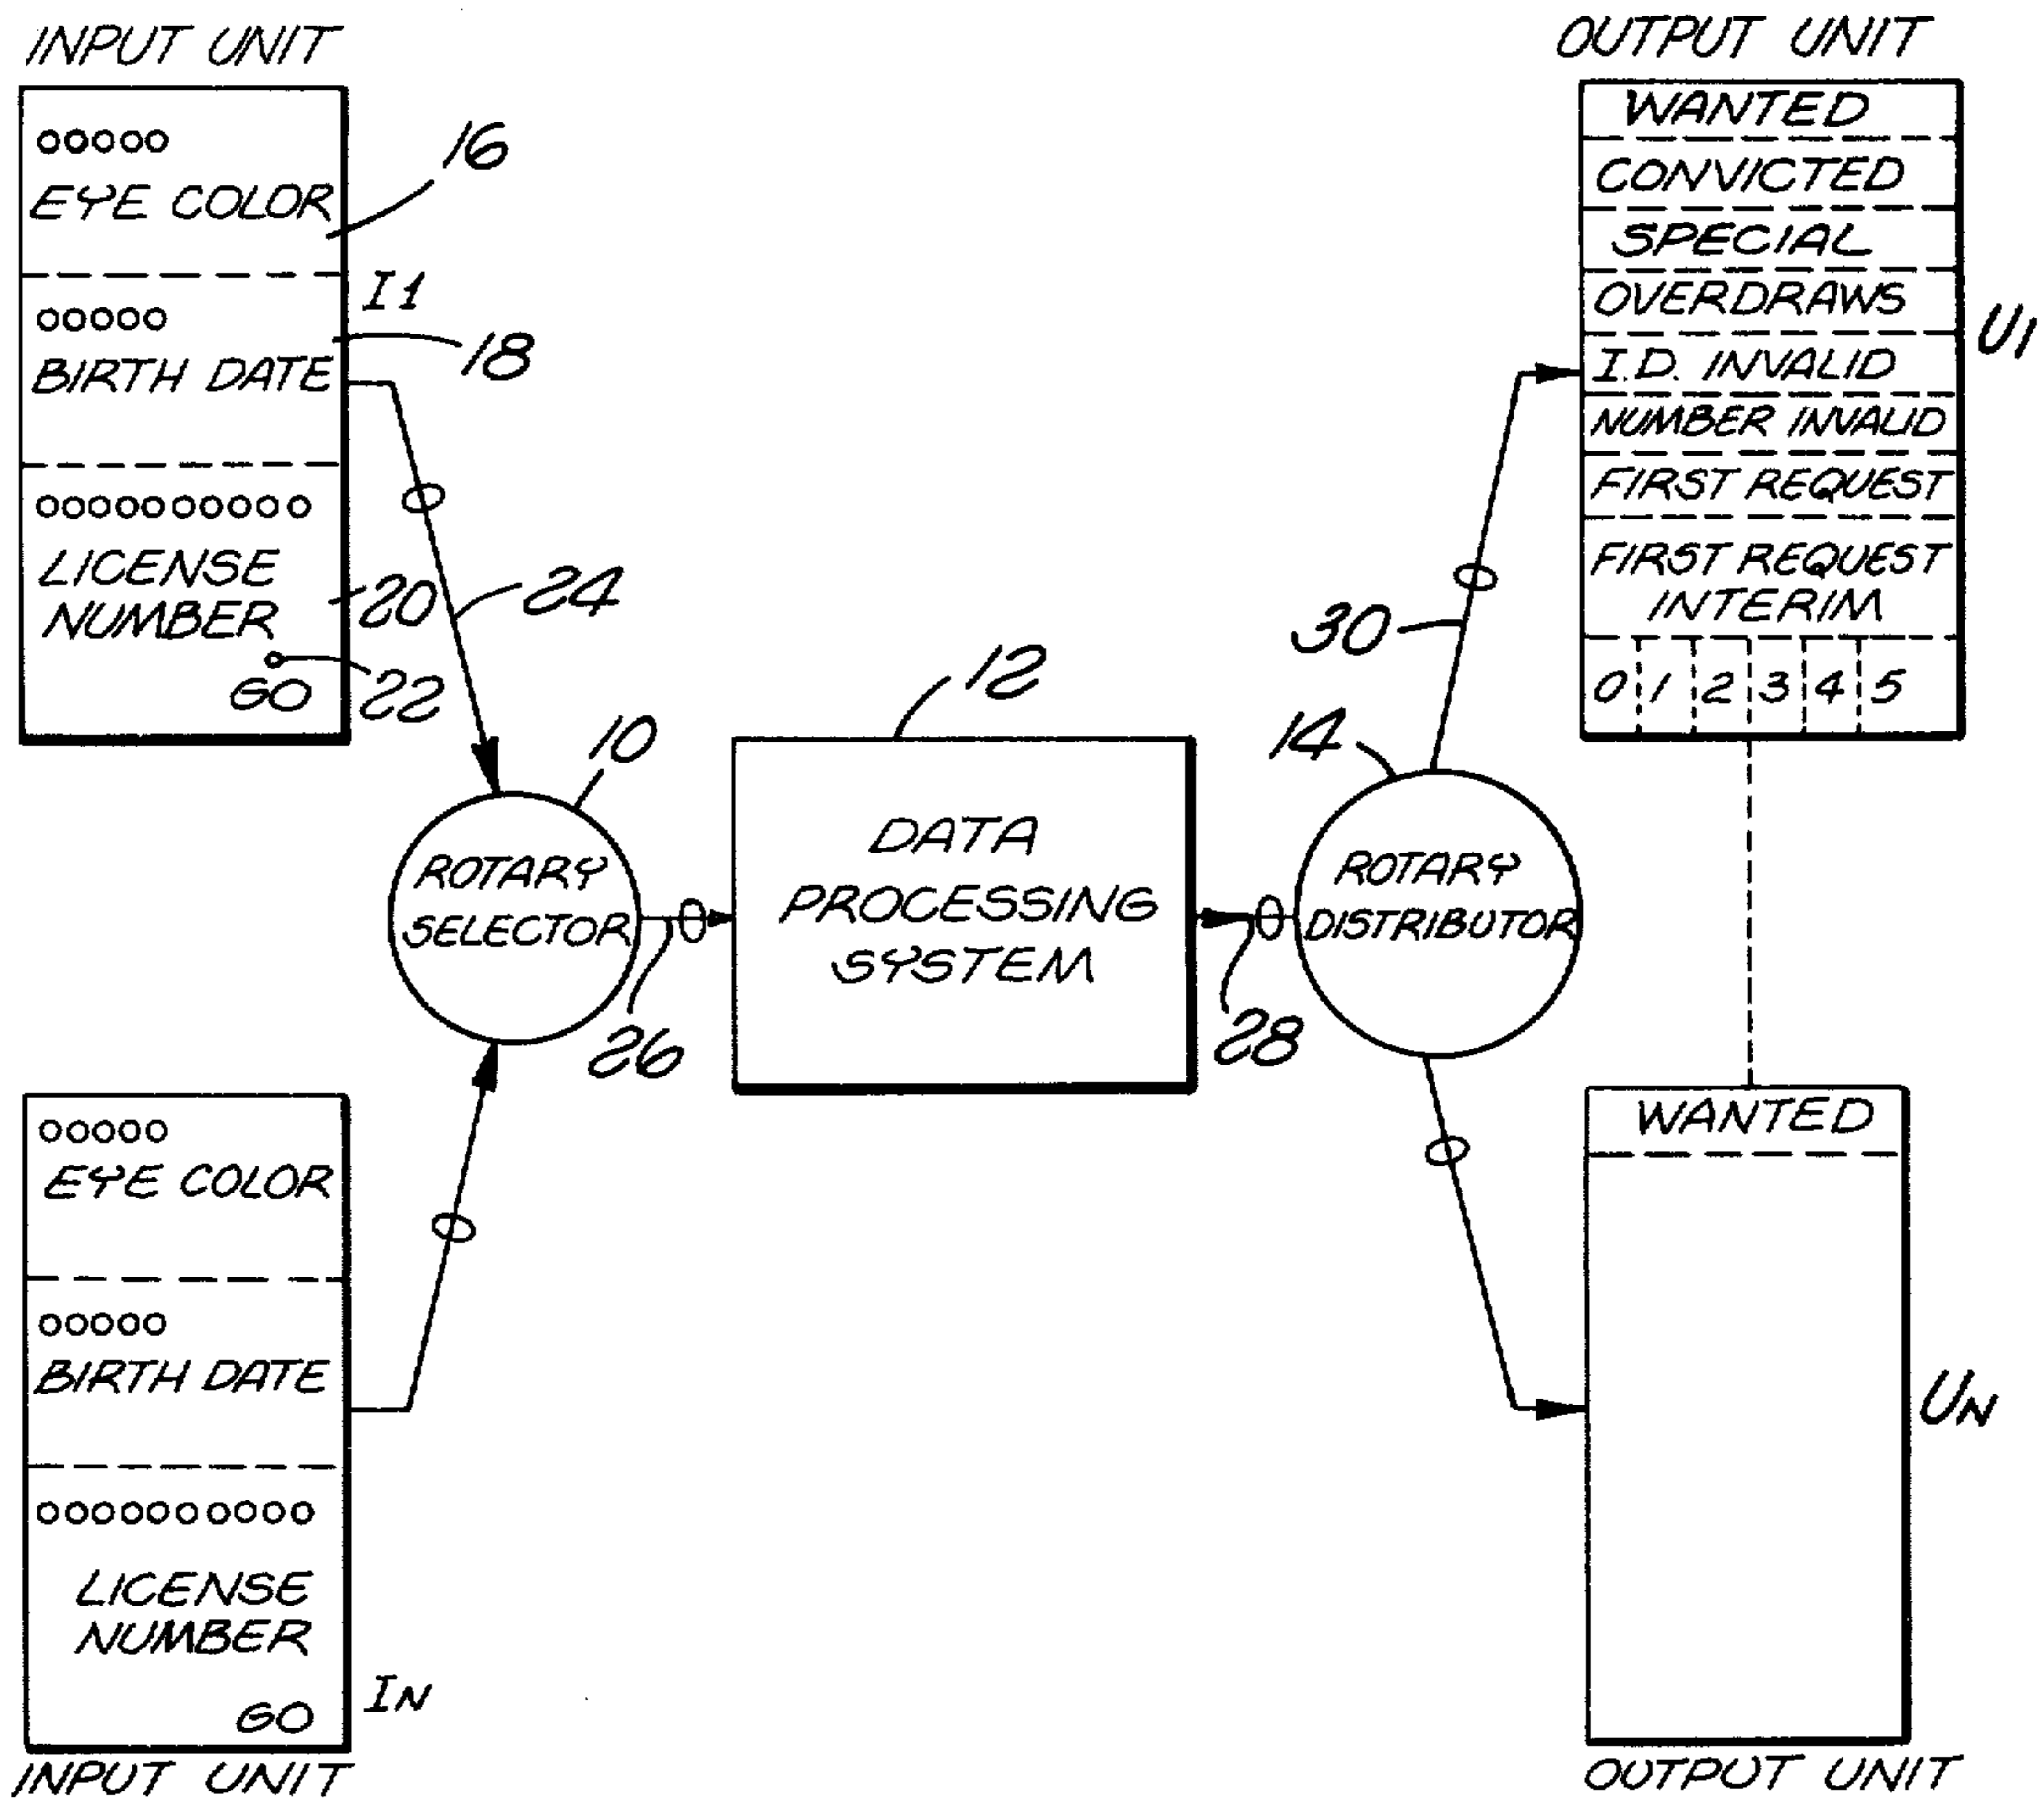 INPUT UNIT
OOOOO
EYE COLOR
16
I1
OOOOO
BIRTH DATE
18
OOOOOOOOOO
LICENSE
NUMBER
20
GO
22
24
10
ROTARY
SELECTOR
26
12
DATA
PROCESSING
SYSTEM
28
14
ROTARY
DISTRIBUTOR
30
OUTPUT UNIT
WANTED
CONVICTED
SPECIAL
OVERDRAWS
I.D. INVALID
NUMBER INVALID
FIRST REQUEST
FIRST REQUEST
INTERIM
0 1 2 3 4 5
U1
OOOOO
EYE COLOR
OOOOO
BIRTH DATE
OOOOOOOOOO
LICENSE
NUMBER
GO
IN
INPUT UNIT
WANTED
UN
OUTPUT UNIT